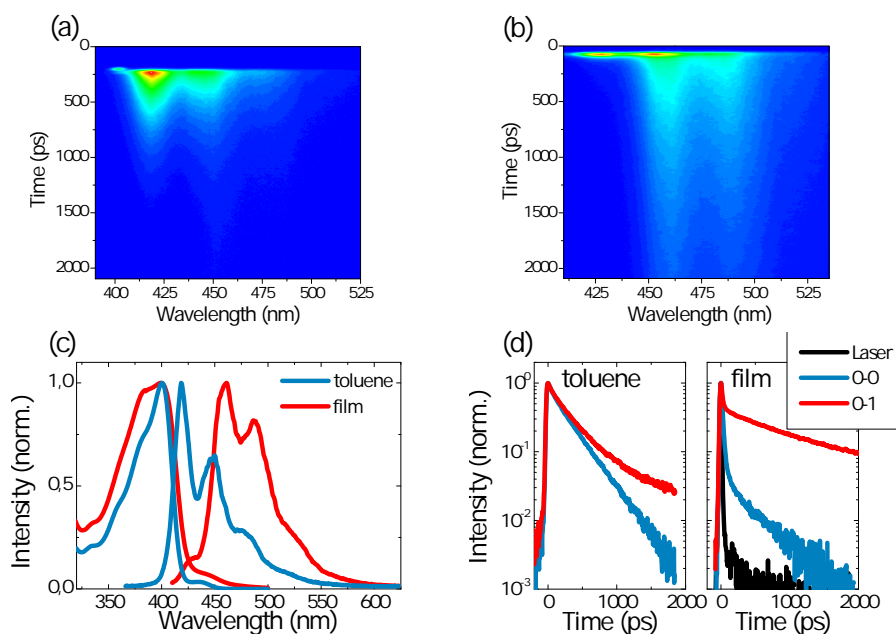 (a)
0
500
1000
1500
2000
Time (ps)
400 425 450 475 500 525
Wavelength (nm)
(b)
0
500
1000
1500
2000
Time (ps)
425 450 475 500 525
Wavelength (nm)
(c)
1,0
0,5
0,0
Intensity (norm.)
toluene
film
350 400 450 500 550 600
Wavelength (nm)
(d)
Laser
0-0
0-1
toluene
film
10^0
10^-1
10^-2
10^-3
Intensity (norm.)
0 1000 2000
Time (ps)
0 1000 2000
Time (ps)